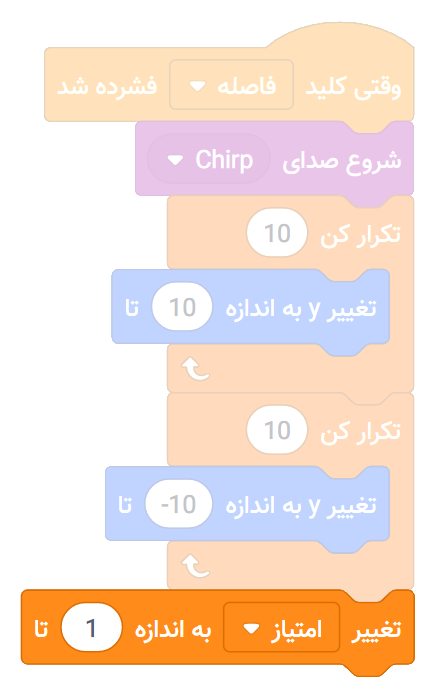 وقتی کلید فاصله فشرده شد
شروع صدای Chirp
تکرار کن 10
تغییر y به اندازه 10 تا
تکرار کن 10
تغییر y به اندازه -10 تا
تغییر امتیاز به اندازه 1 تا